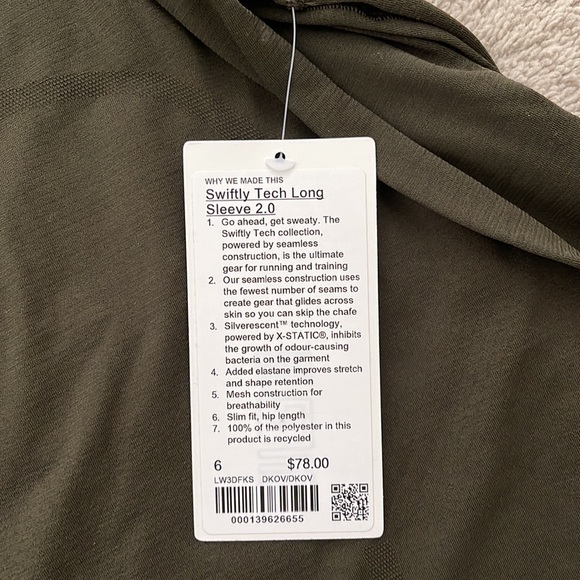 WHY WE MADE THIS
Swiftly Tech Long
Sleeve 2.0
1. Go ahead, get sweaty. The
Swiftly Tech collection,
powered by seamless
construction, is the ultimate
gear for running and training
2. Our seamless construction uses
the fewest number of seams to
create gear that glides across
skin so you can skip the chafe
3. Silverescent™ technology,
powered by X-STATIC®, inhibits
the growth of odour-causing
bacteria on the garment
4. Added elastane improves stretch
and shape retention
5. Mesh construction for
breathability
6. Slim fit, hip length
7. 100% of the polyester in this
product is recycled
6 $78.00
LW3DFKS DKOV/DKOV
000139626655